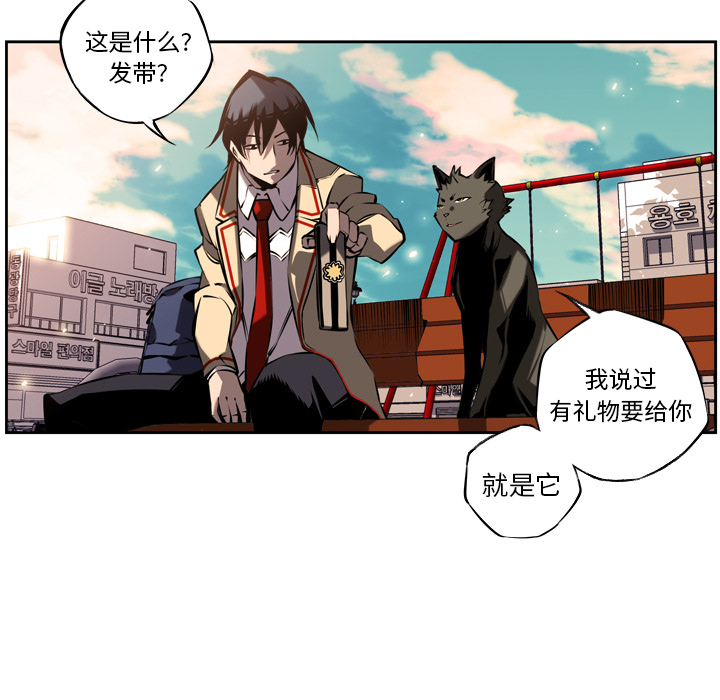 这是什么?
发带?
이글 노래방
스마일 편의점
용호
我说过
有礼物要给你
就是它